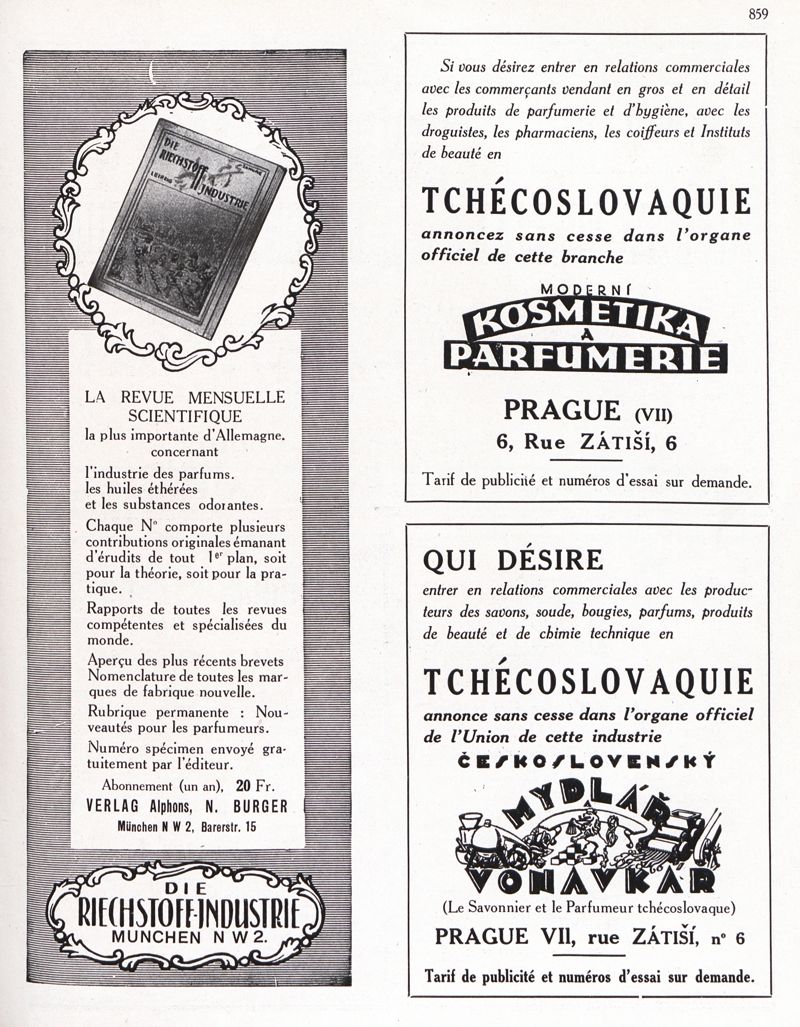 859
DIE
RIECHSTOFF
INDUSTRIE
LEIPZIG
LA REVUE MENSUELLE
SCIENTIFIQUE
la plus importante d'Allemagne.
concernant
l'industrie des parfums.
les huiles éthérées
et les substances odorantes.
Chaque N° comporte plusieurs
contributions originales émanant
d'érudits de tout 1er plan, soit
pour la théorie, soit pour la pra-
tique.
Rapports de toutes les revues
compétentes et spécialisées du
monde.
Aperçu des plus récents brevets
Nomenclature de toutes les mar-
ques de fabrique nouvelle.
Rubrique permanente : Nou-
veautés pour les parfumeurs.
Numéro spécimen envoyé gra-
tuitement par l'éditeur.
Abonnement (un an), 20 Fr.
VERLAG Alphons, N. BURGER
München N W 2, Barerstr. 15
DIE
RIECHSTOFF-INDUSTRIE
MUNCHEN N W 2.
Si vous désirez entrer en relations commerciales
avec les commerçants vendant en gros et en détail
les produits de parfumerie et d'hygiène, avec les
droguistes, les pharmaciens, les coiffeurs et Instituts
de beauté en
TCHÉCOSLOVAQUIE
annoncez sans cesse dans l'organe
officiel de cette branche
MODERNÍ
KOSMETIKA
A
PARFUMERIE
PRAGUE (VII)
6, Rue ZÁTIŠÍ, 6
Tarif de publicité et numéros d'essai sur demande.
QUI DÉSIRE
entrer en relations commerciales avec les produc-
teurs des savons, soude, bougies, parfums, produits
de beauté et de chimie technique en
TCHÉCOSLOVAQUIE
annonce sans cesse dans l'organe officiel
de l'Union de cette industrie
ČESKOSLOVENSKÝ
MYDLÁŘ
A
VOŇAVKÁŘ
(Le Savonnier et le Parfumeur tchécoslovaque)
PRAGUE VII, rue ZÁTIŠÍ, n° 6
Tarif de publicité et numéros d'essai sur demande.